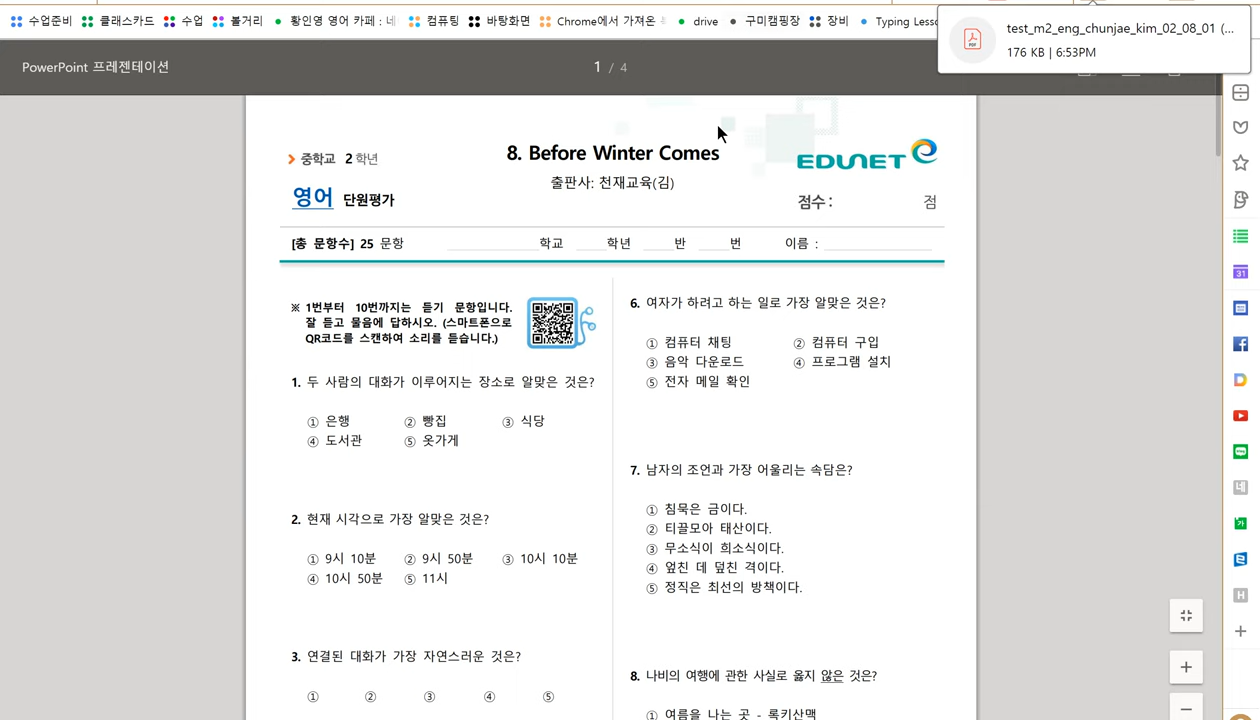 수업준비 클래스카드 수업 볼거리 황인영 영어 카페 : 네 컴퓨팅 바탕화면 Chrome에서 가져온 drive 구미캠핑장 장비 Typing Lesso
test_m2_eng_chunjae_kim_02_08_01 (...
176 KB | 6:53PM
PowerPoint 프레젠테이션
1 / 4
중학교 2 학년
8. Before Winter Comes
EDUNET
출판사: 천재교육(김)
영어 단원평가
점수 : 점
[총 문항수] 25 문항 학교 학년 반 번 이름 :
※ 1번부터 10번까지는 듣기 문항입니다.
잘 듣고 물음에 답하시오. (스마트폰으로
QR코드를 스캔하여 소리를 듣습니다.)
1. 두 사람의 대화가 이루어지는 장소로 알맞은 것은?
① 은행 ② 빵집 ③ 식당
④ 도서관 ⑤ 옷가게
2. 현재 시각으로 가장 알맞은 것은?
① 9시 10분 ② 9시 50분 ③ 10시 10분
④ 10시 50분 ⑤ 11시
3. 연결된 대화가 가장 자연스러운 것은?
① ② ③ ④ ⑤
6. 여자가 하려고 하는 일로 가장 알맞은 것은?
① 컴퓨터 채팅 ② 컴퓨터 구입
③ 음악 다운로드 ④ 프로그램 설치
⑤ 전자 메일 확인
7. 남자의 조언과 가장 어울리는 속담은?
① 침묵은 금이다.
② 티끌모아 태산이다.
③ 무소식이 희소식이다.
④ 엎친 데 덮친 격이다.
⑤ 정직은 최선의 방책이다.
8. 나비의 여행에 관한 사실로 옳지 않은 것은?
① 여름을 나는 곳 - 록키산맥
31
네
가
H